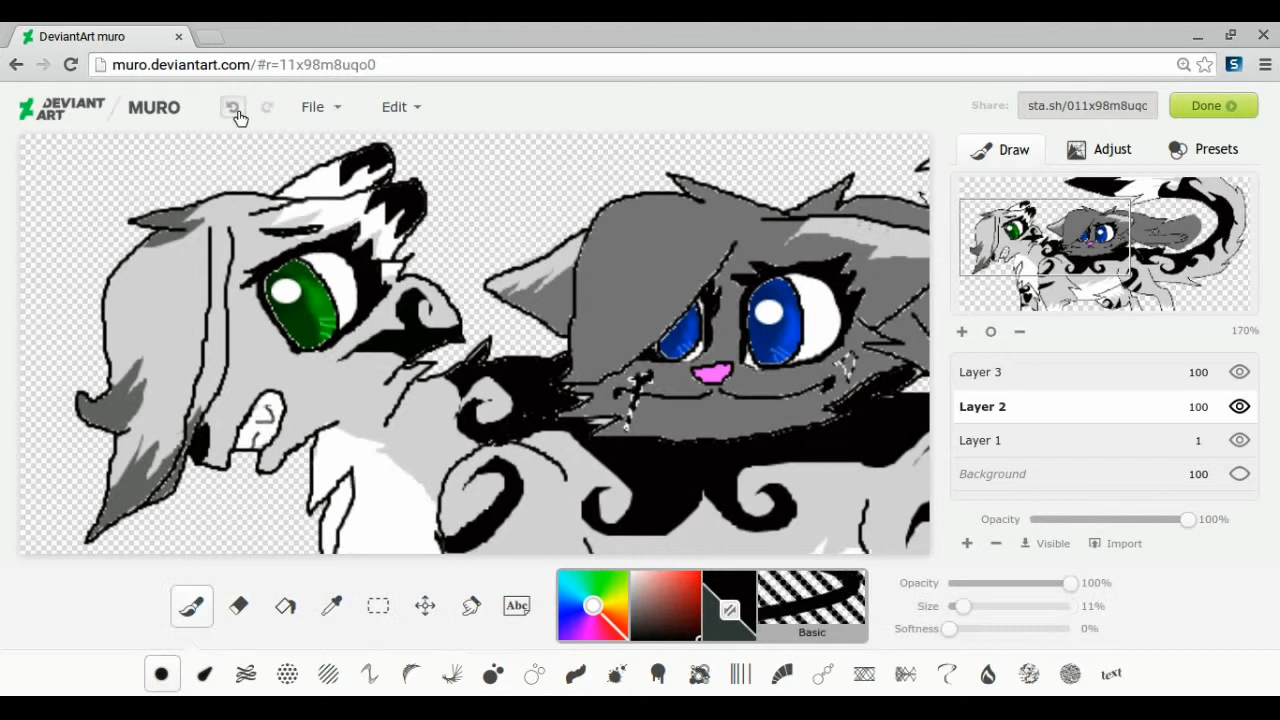 DeviantArt muro
muro.deviantart.com/#r=11x98m8uqo0
DEVIANT ART / MURO File Edit Share: sta.sh/011x98m8uqc Done
Draw Adjust Presets
170%
Layer 3 100
Layer 2 100
Layer 1 1
Background 100
Opacity 100%
Visible Import
Abc
Basic
Opacity 100%
Size 11%
Softness 0%
text